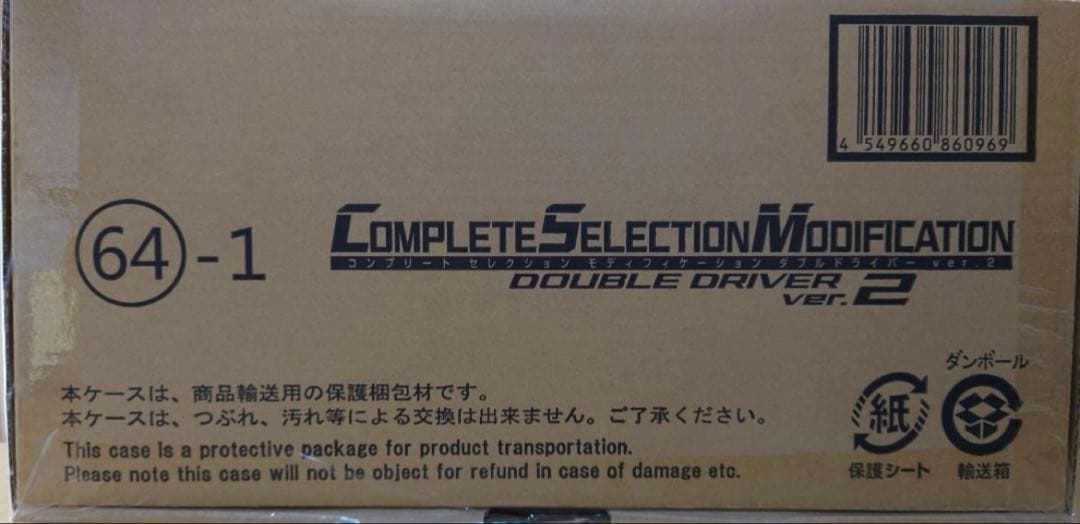 4 549660 860969
64-1
COMPLETE SELECTION MODIFICATION
コンプリート セレクション モディフィケーション ダブルドライバー ver.2
DOUBLE DRIVER
ver.2
本ケースは、商品輸送用の保護梱包材です。
本ケースは、つぶれ、汚れ等による交換は出来ません。ご了承ください。
This case is a protective package for product transportation.
Please note this case will not be object for refund in case of damage etc.
ダンボール
紙
保護シート
輸送箱